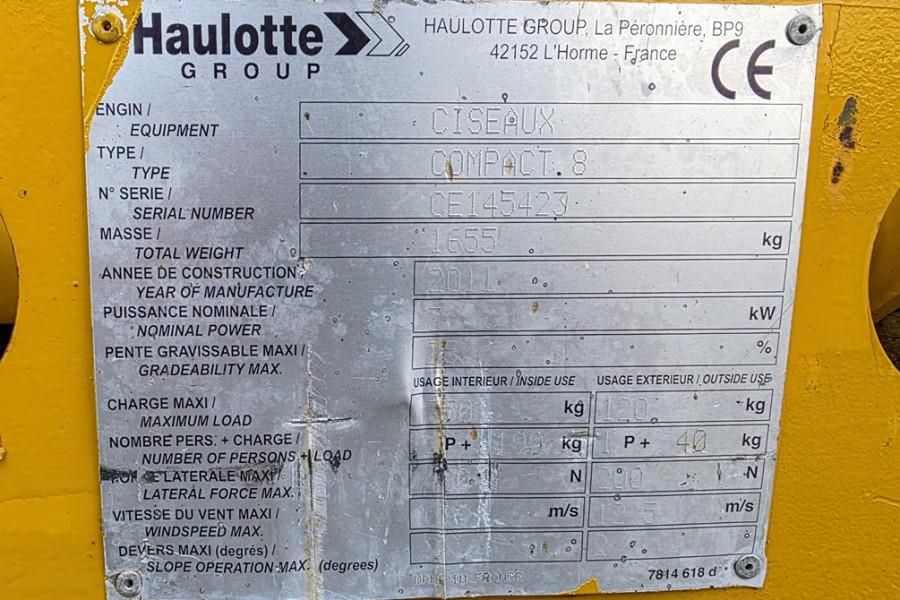 Haulotte
GROUP
HAULOTTE GROUP, La Péronnière, BP9
42152 L'Horme - France
CE
ENGIN / CISEAUX
EQUIPMENT
TYPE / COMPACT 8
TYPE
N° SERIE / CE145423
SERIAL NUMBER
MASSE / 1655 kg
TOTAL WEIGHT
ANNEE DE CONSTRUCTION / 2011
YEAR OF MANUFACTURE
PUISSANCE NOMINALE / kW
NOMINAL POWER
PENTE GRAVISSABLE MAXI / %
GRADEABILITY MAX.
USAGE INTERIEUR / INSIDE USE USAGE EXTERIEUR / OUTSIDE USE
CHARGE MAXI / kg 120 kg
MAXIMUM LOAD
NOMBRE PERS. + CHARGE / P + 190 kg 1 P + 40 kg
NUMBER OF PERSONS + LOAD
LATERALE MAXI / N 200 N
LATERAL FORCE MAX.
VITESSE DU VENT MAXI / m/s 12.5 m/s
WINDSPEED MAX.
DEVERS MAXI (degrés) / ° °
SLOPE OPERATION MAX. (degrees)
MADE IN FRANCE
7814 618 d